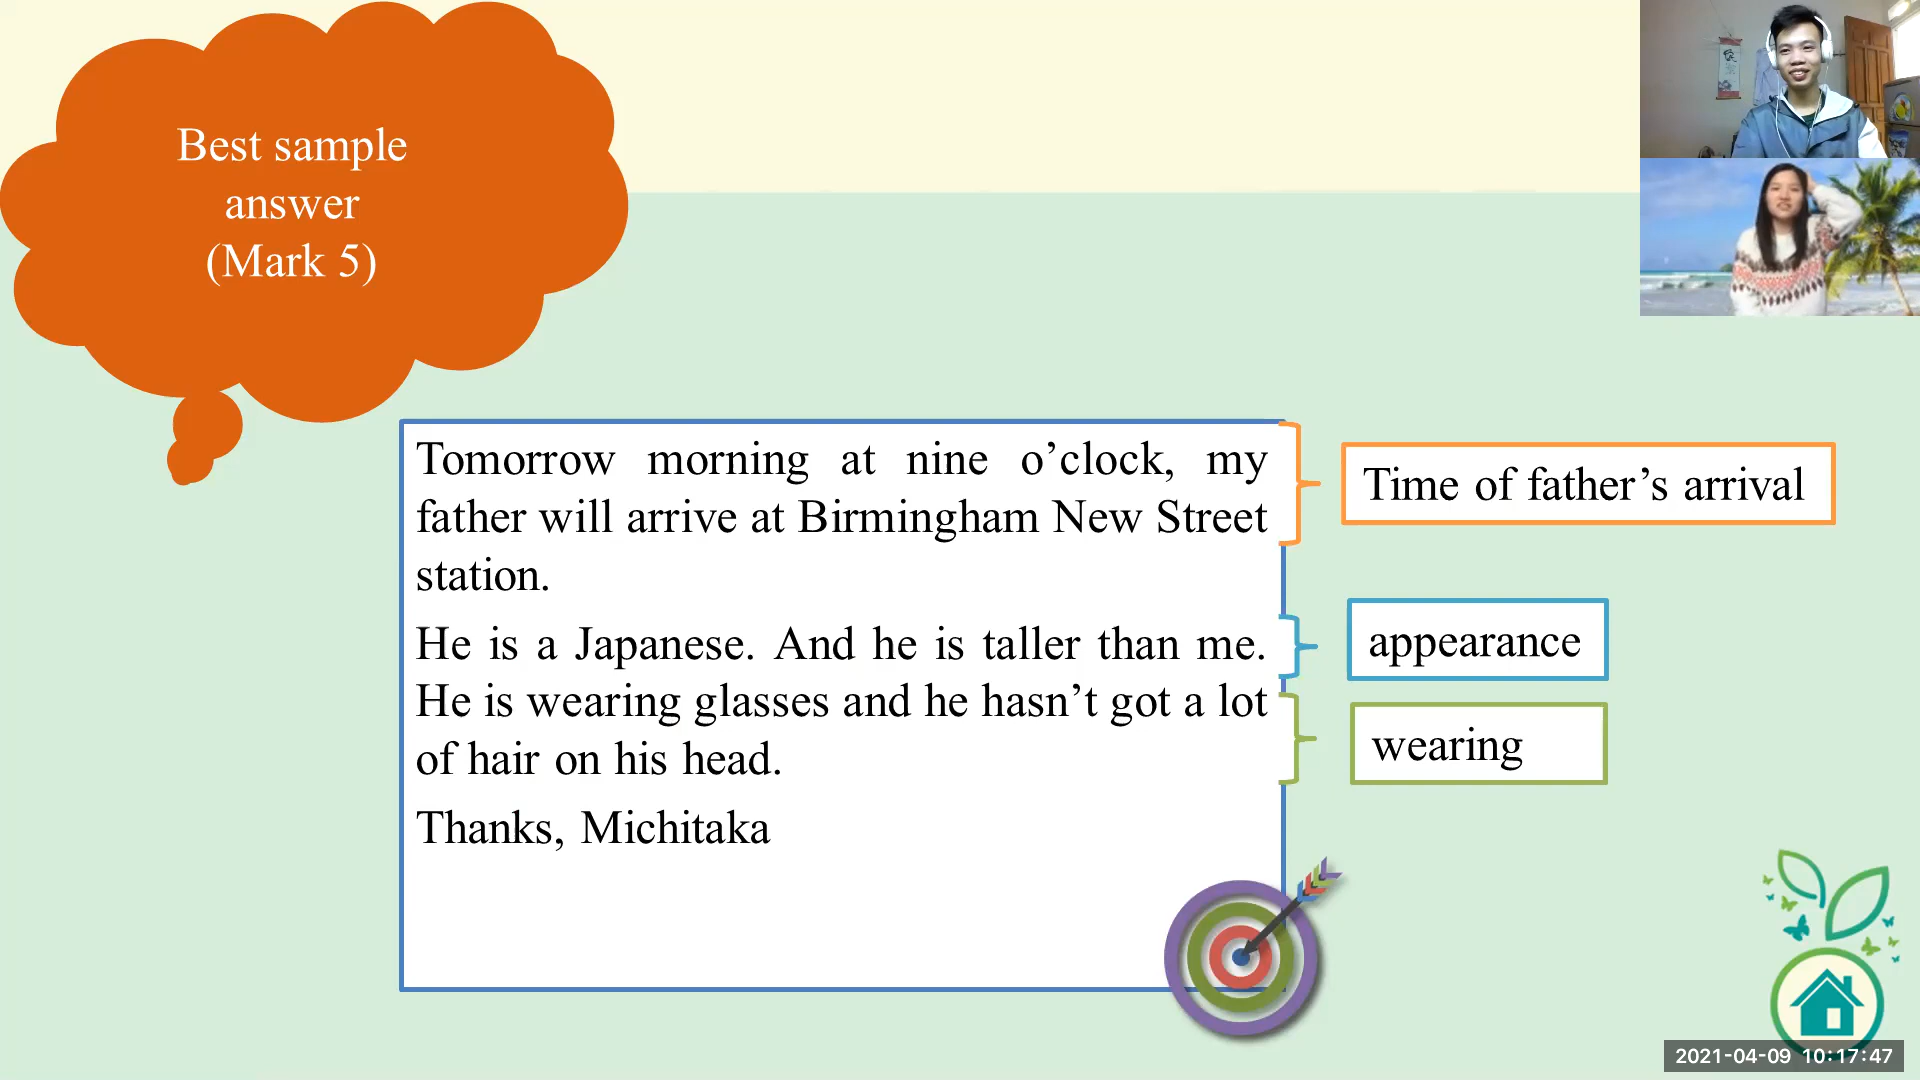 Best sample
answer
(Mark 5)
Tomorrow morning at nine o’clock, my
father will arrive at Birmingham New Street
station.
He is a Japanese. And he is taller than me.
He is wearing glasses and he hasn’t got a lot
of hair on his head.
Thanks, Michitaka
Time of father’s arrival
appearance
wearing
2021-04-09 10:17:47